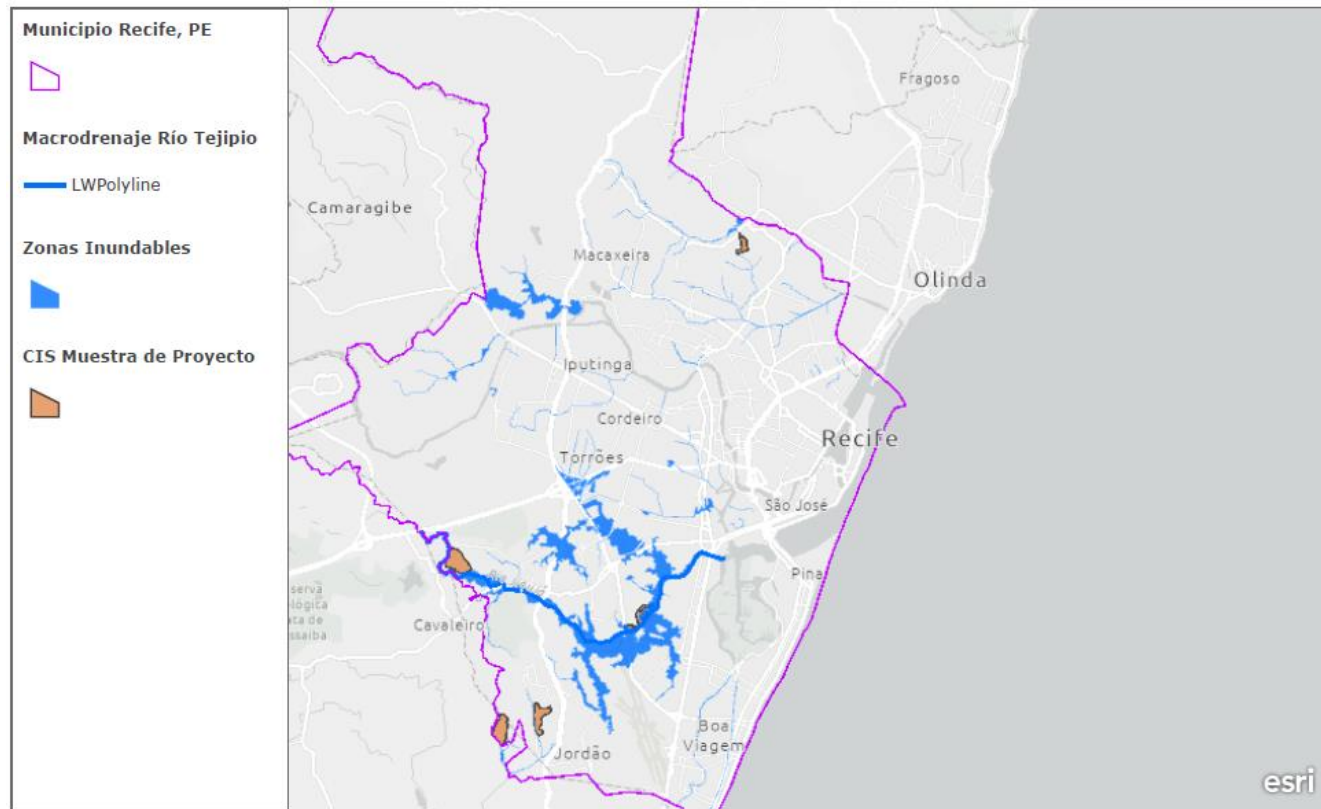 Municipio Recife, PE
Macrodrenaje Río Tejipio
LWPolyline
Zonas Inundables
CIS Muestra de Proyecto
Fragoso
Camaragibe
Macaxeira
Olinda
Iputinga
Cordeiro
Recife
Torrões
São José
Pina
Cavaleiro
Boa
Viagem
Jordão
esri